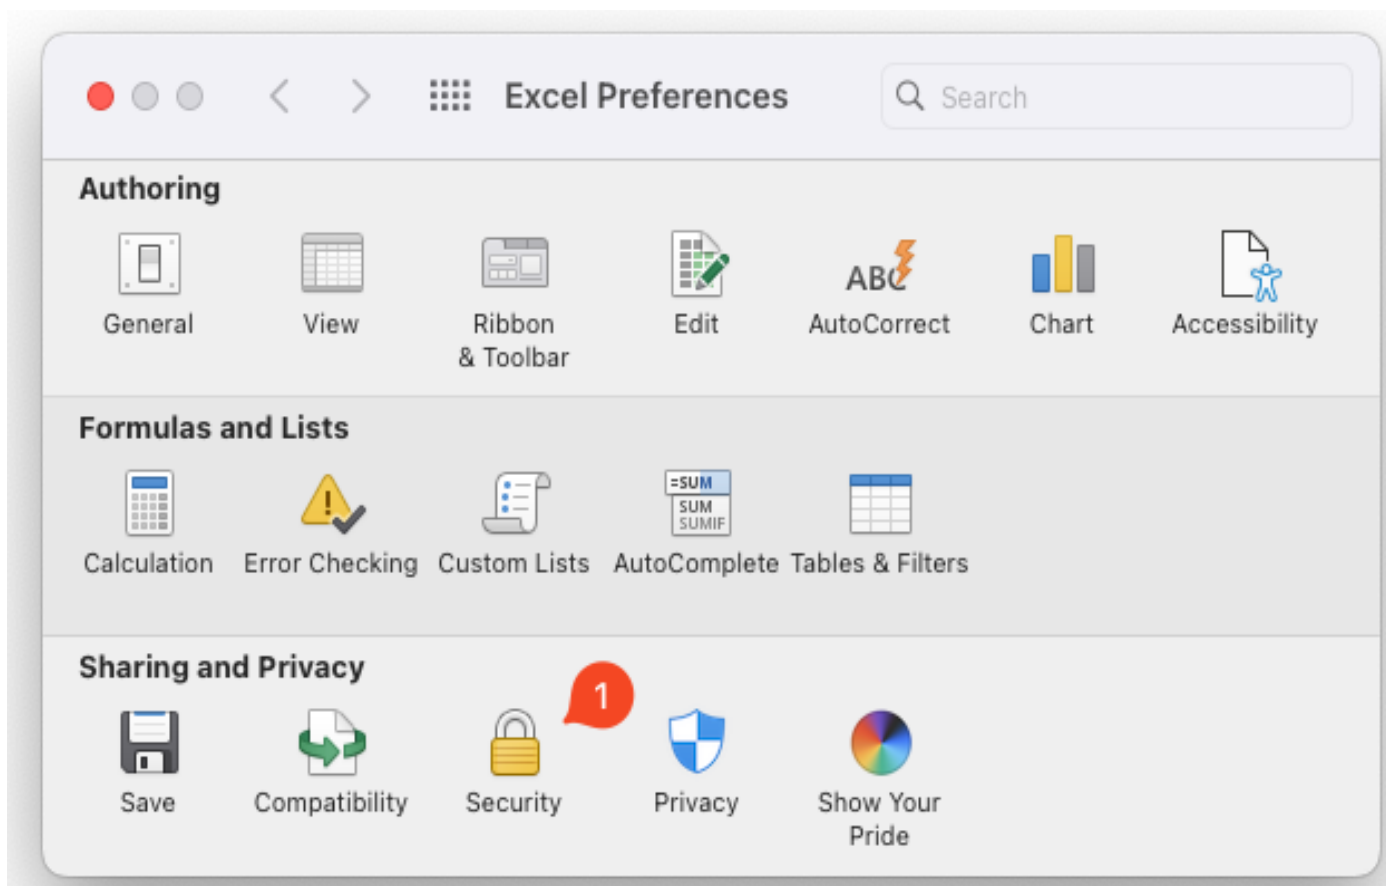 Excel Preferences
Search
Authoring
ABC
General
View
Ribbon
& Toolbar
Edit
AutoCorrect
Chart
Accessibility
Formulas and Lists
=SUM
SUM
SUMIF
Calculation
Error Checking
Custom Lists
AutoComplete
Tables & Filters
Sharing and Privacy
1
Save
Compatibility
Security
Privacy
Show Your
Pride